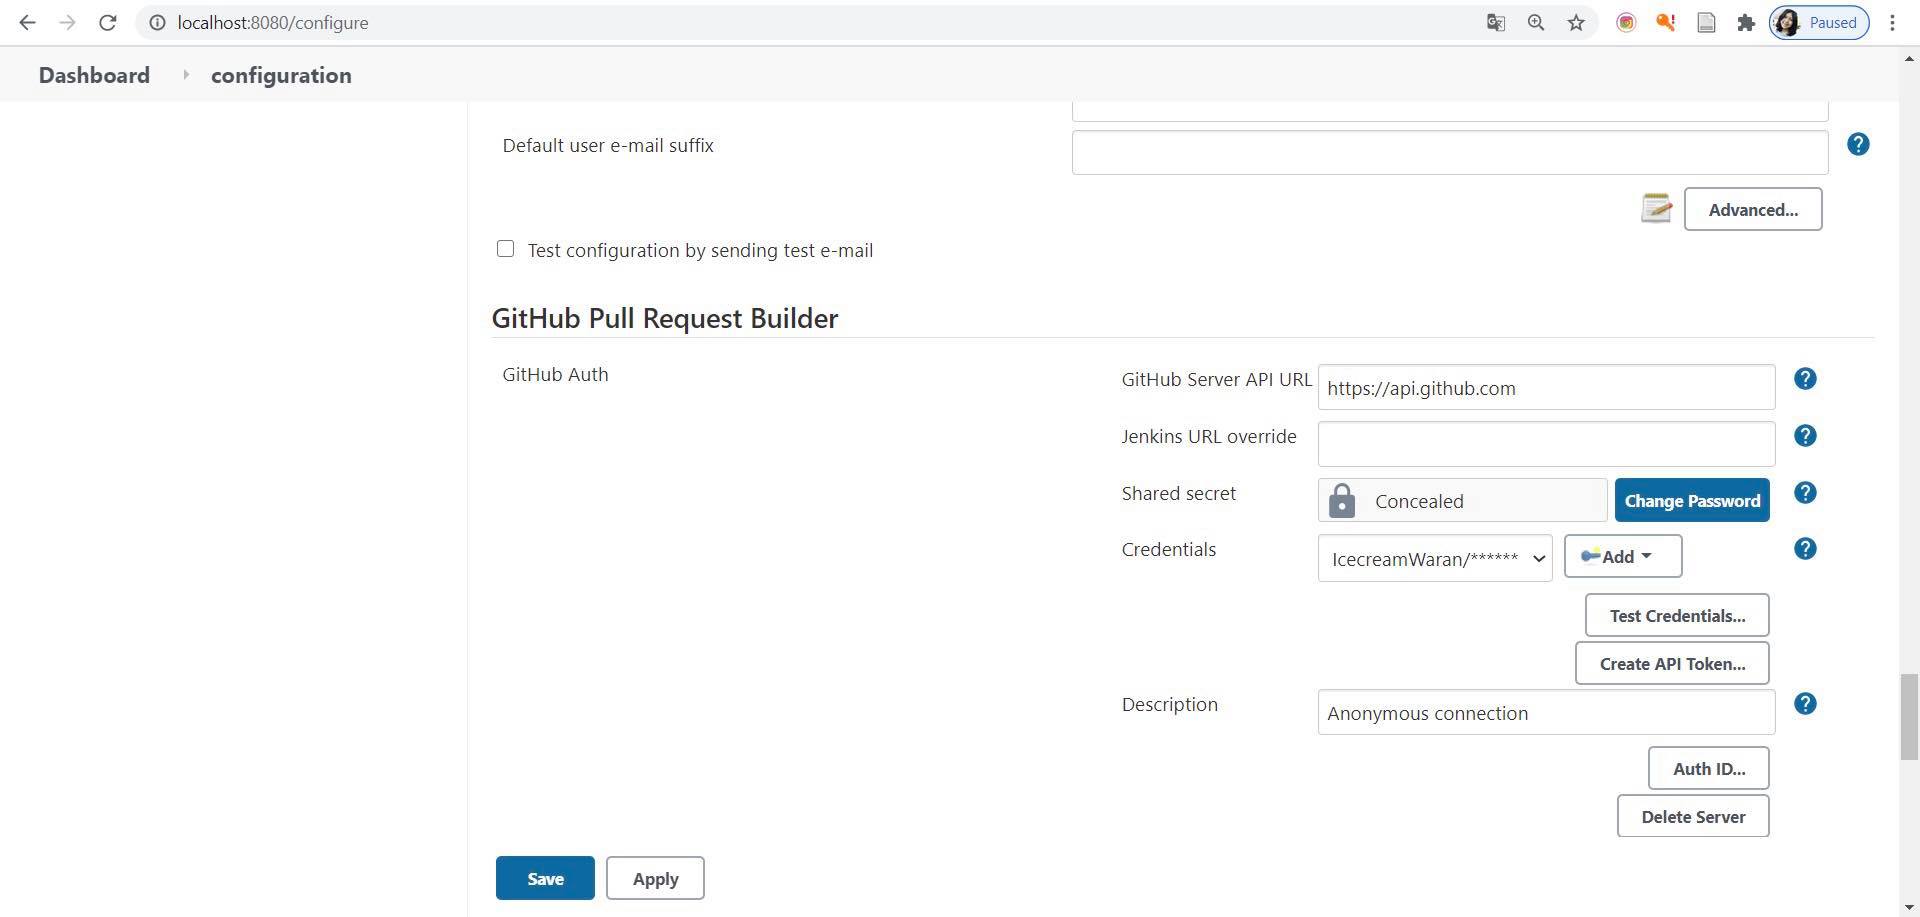 localhost:8080/configure
Paused
Dashboard
configuration
Default user e-mail suffix
?
Advanced...
Test configuration by sending test e-mail
GitHub Pull Request Builder
GitHub Auth
GitHub Server API URL
https://api.github.com
?
Jenkins URL override
?
Shared secret
Concealed
Change Password
?
Credentials
IcecreamWaran/******
Add
?
Test Credentials...
Create API Token...
Description
Anonymous connection
?
Auth ID...
Delete Server
Save
Apply